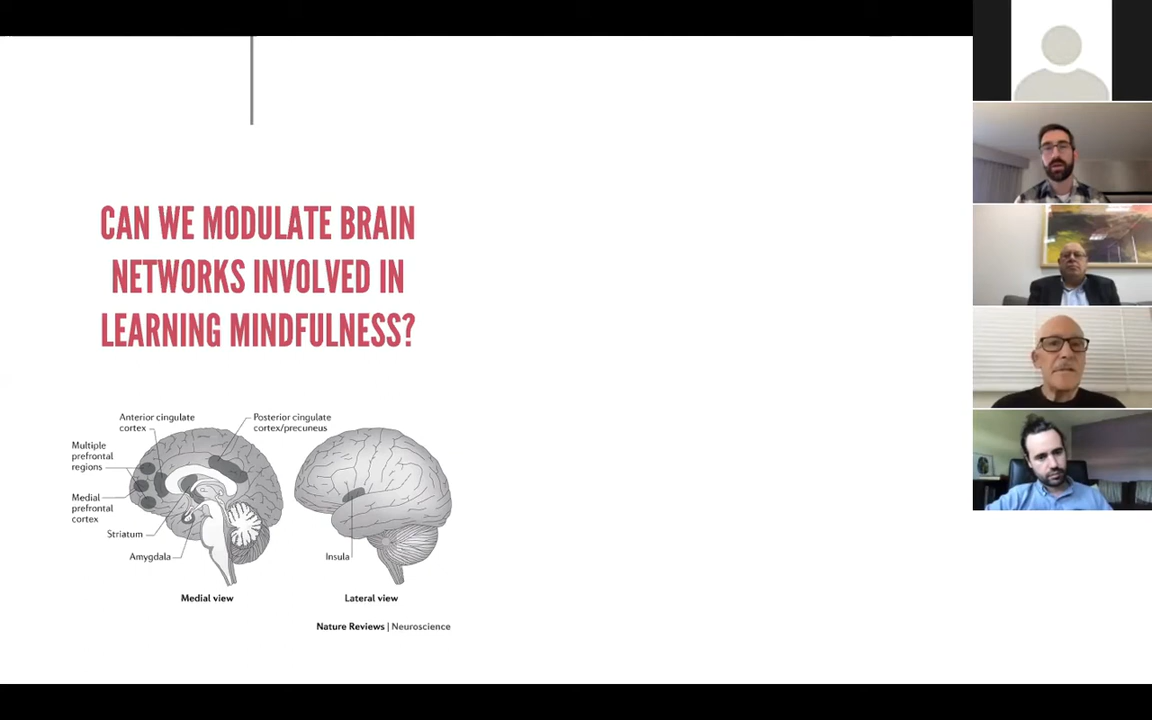 CAN WE MODULATE BRAIN
NETWORKS INVOLVED IN
LEARNING MINDFULNESS?
Anterior cingulate
cortex
Posterior cingulate
cortex/precuneus
Multiple
prefrontal
regions
Medial
prefrontal
cortex
Striatum
Amygdala
Insula
Medial view
Lateral view
Nature Reviews | Neuroscience